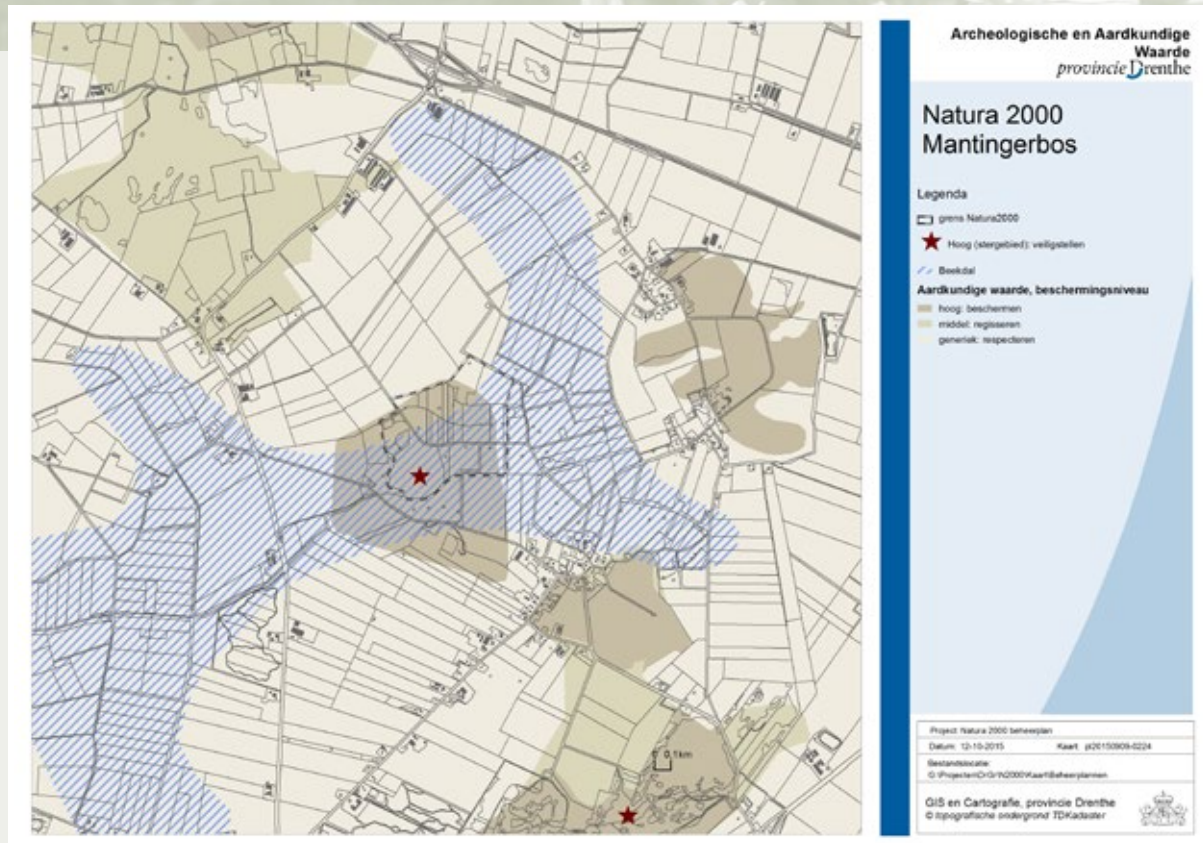 Archeologische en Aardkundige
Waarde
provincie Drenthe
Natura 2000
Mantingerbos
Legenda
grens Natura2000
Hoog (stergebied): veiligstellen
Beekdal
Aardkundige waarde, beschermingsniveau
hoog: beschermen
middel: regisseren
generiek: respecteren
0 1km
Project: Natura 2000 beheerplan
Datum: 12-10-2015 Kaart: pl20150909-0224
Bestandslocatie:
GIS en Cartografie, provincie Drenthe
© topografische ondergrond TDKadaster